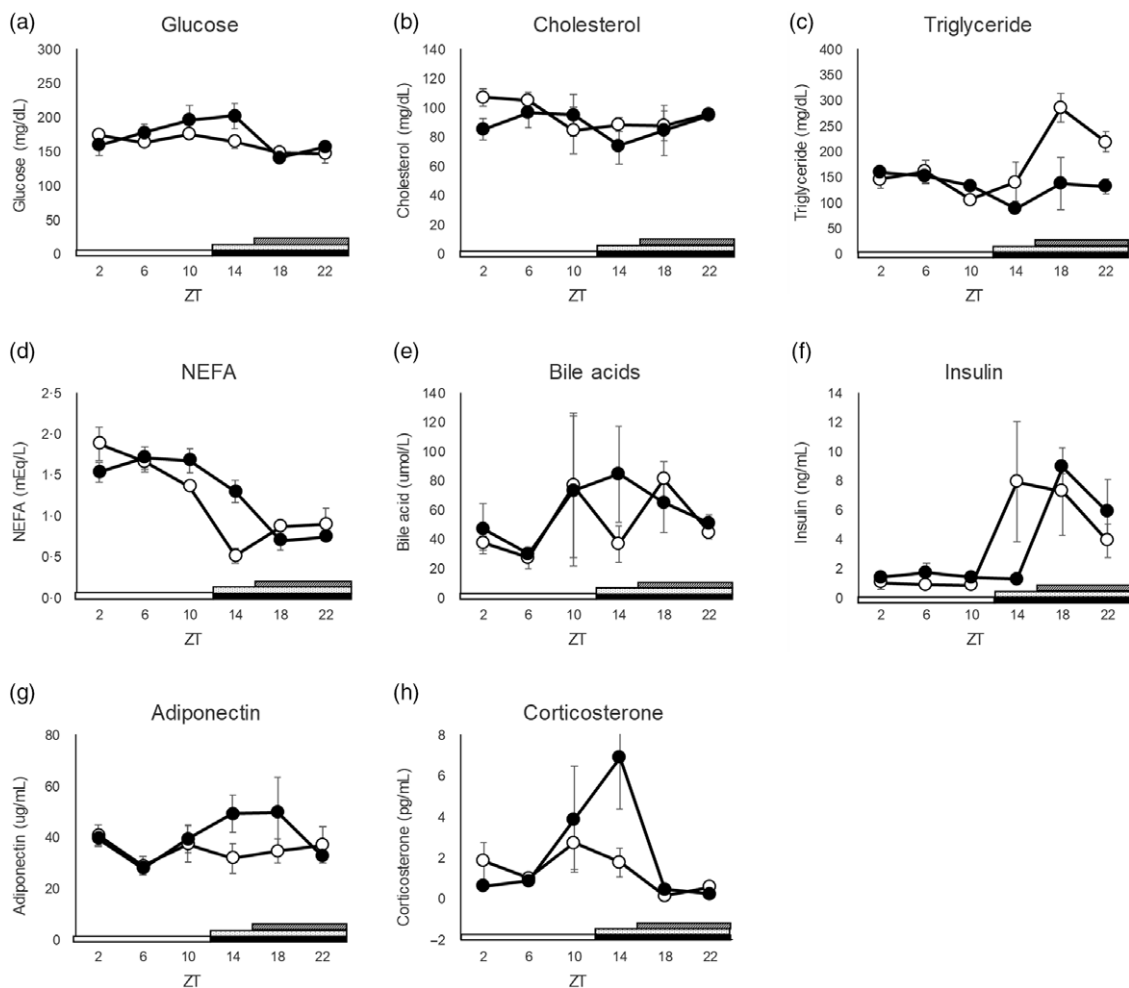 (a)
Glucose
Glucose (mg/dL)
300
250
200
150
100
50
0
2 6 10 14 18 22
ZT
(b)
Cholesterol
Cholesterol (mg/dL)
140
120
100
80
60
40
20
0
2 6 10 14 18 22
ZT
(c)
Triglyceride
Triglyceride (mg/dL)
400
350
300
250
200
150
100
50
0
2 6 10 14 18 22
ZT
(d)
NEFA
NEFA (mEq/L)
2·5
2·0
1·5
1·0
0·5
0·0
2 6 10 14 18 22
ZT
(e)
Bile acids
Bile acid (umol/L)
140
120
100
80
60
40
20
0
2 6 10 14 18 22
ZT
(f)
Insulin
Insulin (ng/mL)
14
12
10
8
6
4
2
0
2 6 10 14 18 22
ZT
(g)
Adiponectin
Adiponectin (ug/mL)
80
60
40
20
0
2 6 10 14 18 22
ZT
(h)
Corticosterone
Corticosterone (pg/mL)
8
6
4
2
0
−2
2 6 10 14 18 22
ZT